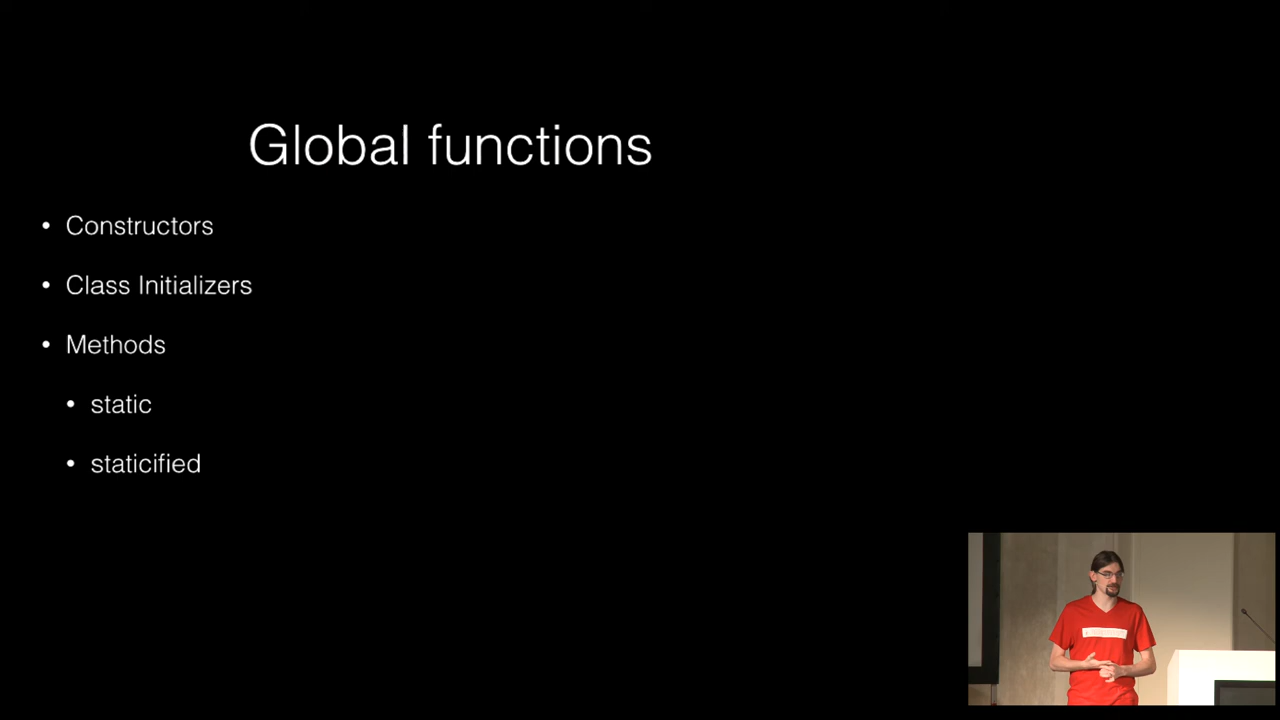 Global functions
• Constructors
• Class Initializers
• Methods
• static
• staticified